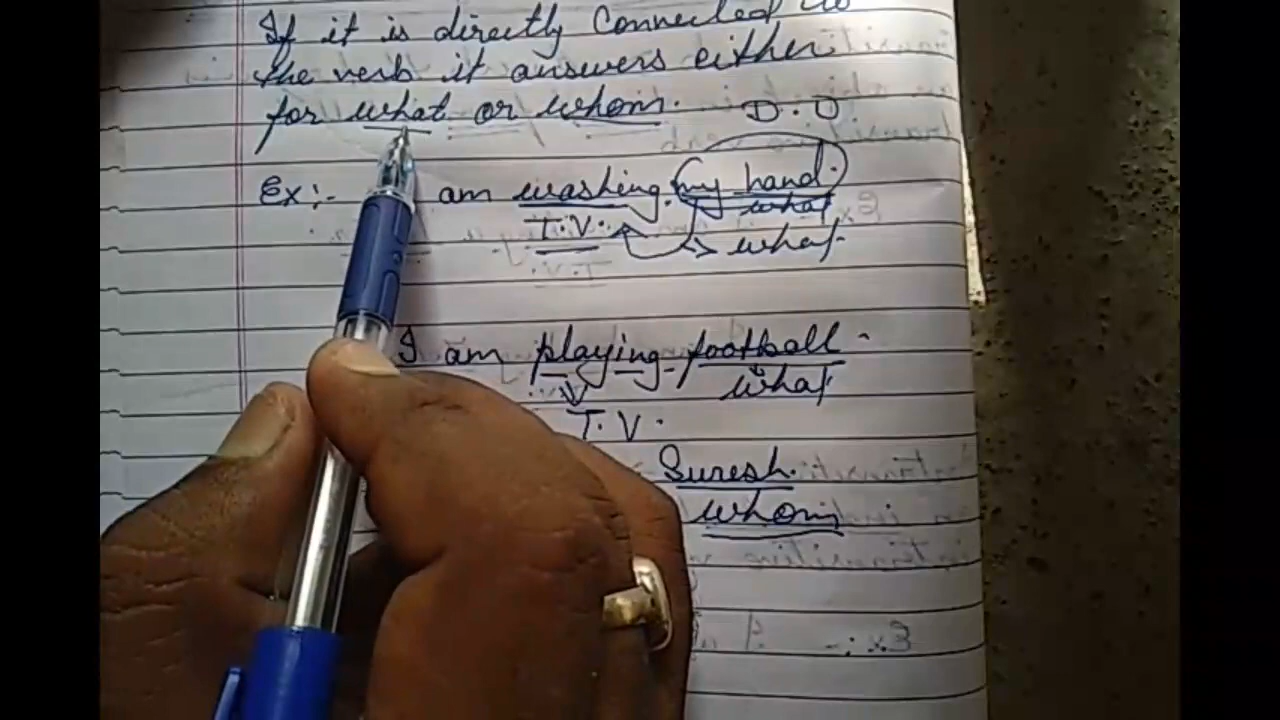 If it is directly connected to
the verb it answers either
for what or whom.
D.O
Ex:- am washing my hand.
T.V. what
what.
I am playing football.
what
T.V.
Suresh.
whom